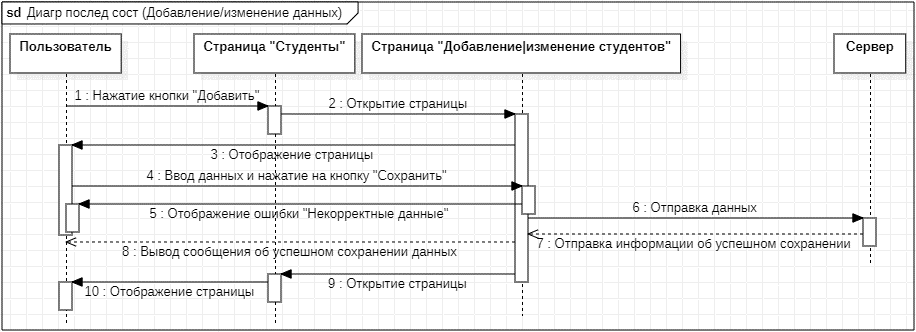 sd Диагр послед сост (Добавление/изменение данных)
Пользователь
Страница "Студенты"
Страница "Добавление|изменение студентов"
Сервер
1 : Нажатие кнопки "Добавить"
2 : Открытие страницы
3 : Отображение страницы
4 : Ввод данных и нажатие на кнопку "Сохранить"
5 : Отображение ошибки "Некорректные данные"
6 : Отправка данных
7 : Отправка информации об успешном сохранении
8 : Вывод сообщения об успешном сохранении данных
9 : Открытие страницы
10 : Отображение страницы